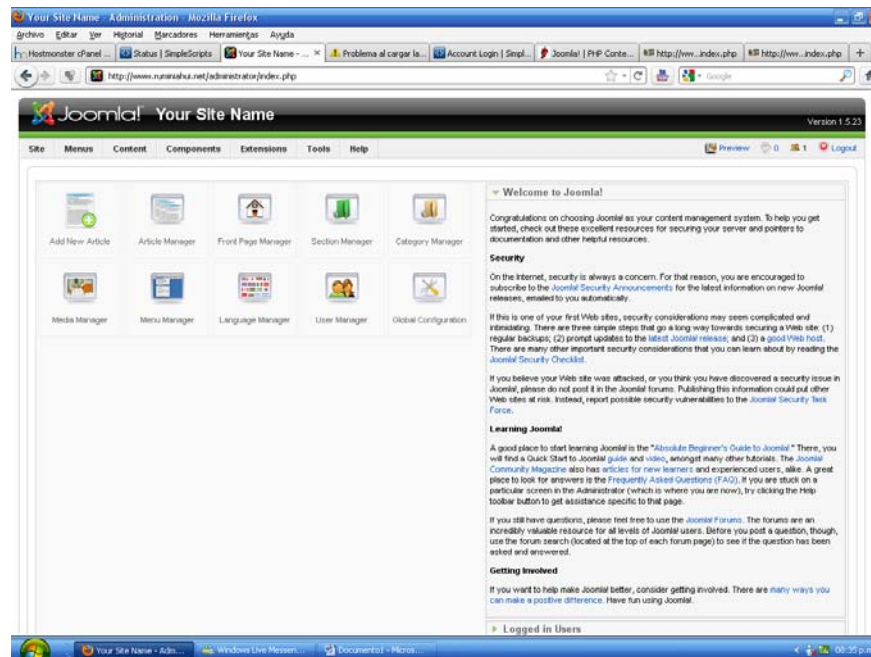 Your Site Name - Administration - Mozilla Firefox
Archivo Editar Ver Historial Marcadores Herramientas Ayuda
Hostmonster cPanel ... Status | SimpleScripts Your Site Name - ... × Problema al cargar la... Account Login | Simpl... Joomla! | PHP Conte... http://ww...index.php http://ww...index.php +
http://www.ruminahui.net/administrator/index.php Google
Joomla! Your Site Name
Version 1.5.23
Site Menus Content Components Extensions Tools Help Preview 0 1 Logout
Add New Article Article Manager Front Page Manager Section Manager Category Manager
Media Manager Menu Manager Language Manager User Manager Global Configuration
Welcome to Joomla!
Congratulations on choosing Joomla! as your content management system. To help you get
started, check out these excellent resources for securing your server and pointers to
documentation and other helpful resources.
Security
On the Internet, security is always a concern. For that reason, you are encouraged to
subscribe to the Joomla! Security Announcements for the latest information on new Joomla!
releases, emailed to you automatically.
If this is one of your first Web sites, security considerations may seem complicated and
intimidating. There are three simple steps that go a long way towards securing a Web site: (1)
regular backups; (2) prompt updates to the latest Joomla! release; and (3) a good Web host.
There are many other important security considerations that you can learn about by reading the
Joomla! Security Checklist.
If you believe your Web site was attacked, or you think you have discovered a security issue in
Joomla!, please do not post it in the Joomla! forums. Publishing this information could put other
Web sites at risk. Instead, report possible security vulnerabilities to the Joomla! Security Task
Force.
Learning Joomla!
A good place to start learning Joomla! is the "Absolute Beginner's Guide to Joomla!." There, you
will find a Quick Start to Joomla! guide and video, amongst many other tutorials. The Joomla!
Community Magazine also has articles for new learners and experienced users, alike. A great
place to look for answers is the Frequently Asked Questions (FAQ). If you are stuck on a
particular screen in the Administrator (which is where you are now), try clicking the Help
toolbar button to get assistance specific to that page.
If you still have questions, please feel free to use the Joomla! Forums. The forums are an
incredibly valuable resource for all levels of Joomla! users. Before you post a question, though,
use the forum search (located at the top of each forum page) to see if the question has been
asked and answered.
Getting Involved
If you want to help make Joomla! better, consider getting involved. There are many ways you
can make a positive difference. Have fun using Joomla!.
Logged in Users
Your Site Name - Adm... Windows Live Messen... Documento1 - Micros... 08:35 p.m.